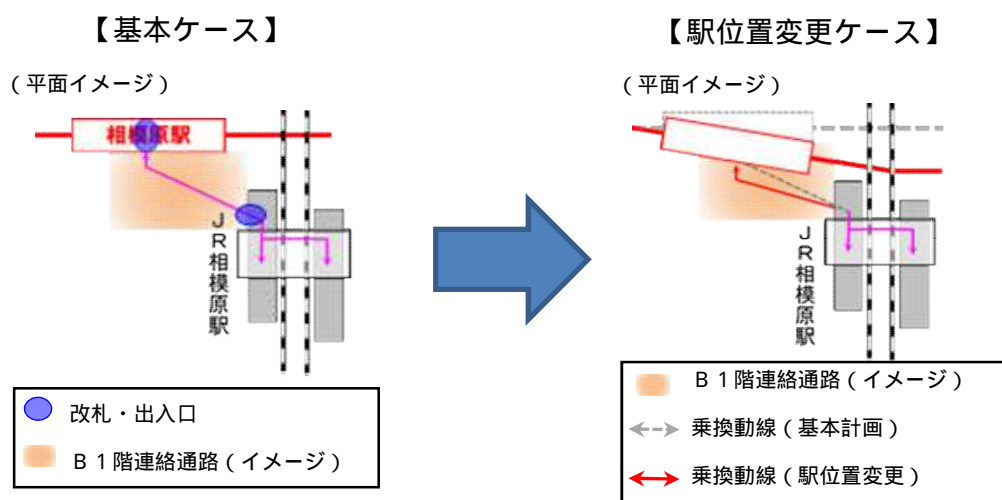 【基本ケース】
(平面イメージ)
相模原駅
JR相模原駅
改札・出入口
B1階連絡通路(イメージ)
【駅位置変更ケース】
(平面イメージ)
JR相模原駅
B1階連絡通路(イメージ)
乗換動線(基本計画)
乗換動線(駅位置変更)